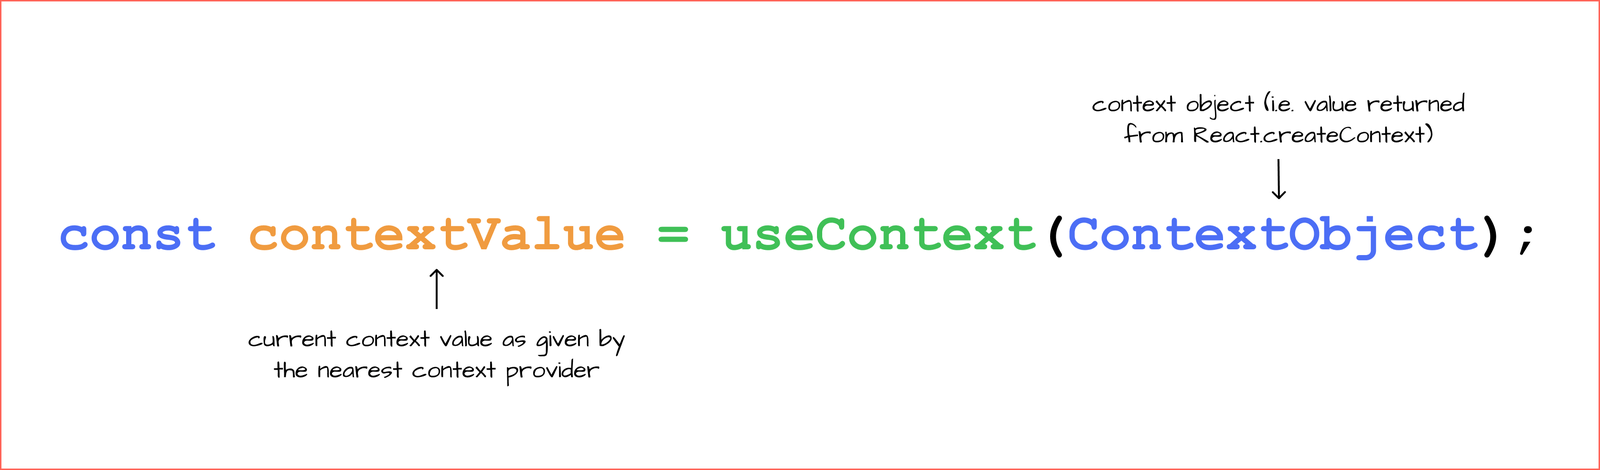 context object (i.e. value returned
from React.createContext)
const contextValue = useContext(ContextObject);
current context value as given by
the nearest context provider